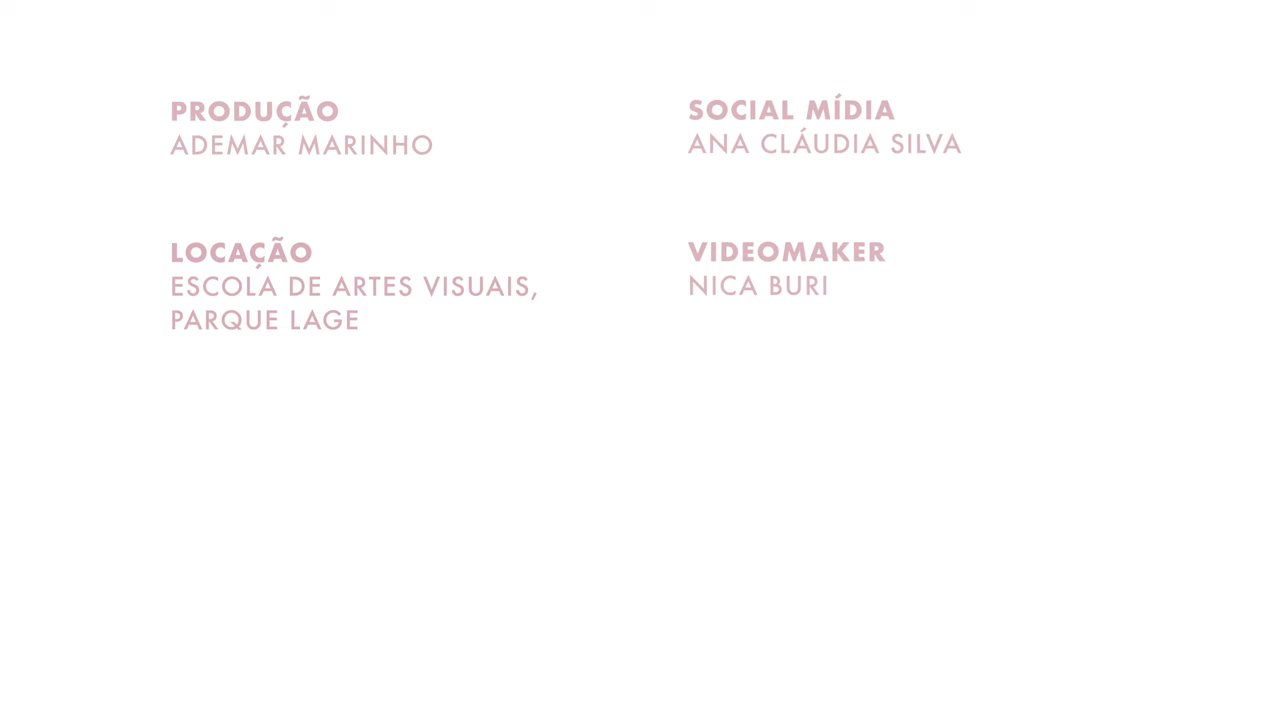 PRODUÇÃO
ADEMAR MARINHO
LOCAÇÃO
ESCOLA DE ARTES VISUAIS,
PARQUE LAGE
SOCIAL MÍDIA
ANA CLÁUDIA SILVA
VIDEOMAKER
NICA BURI